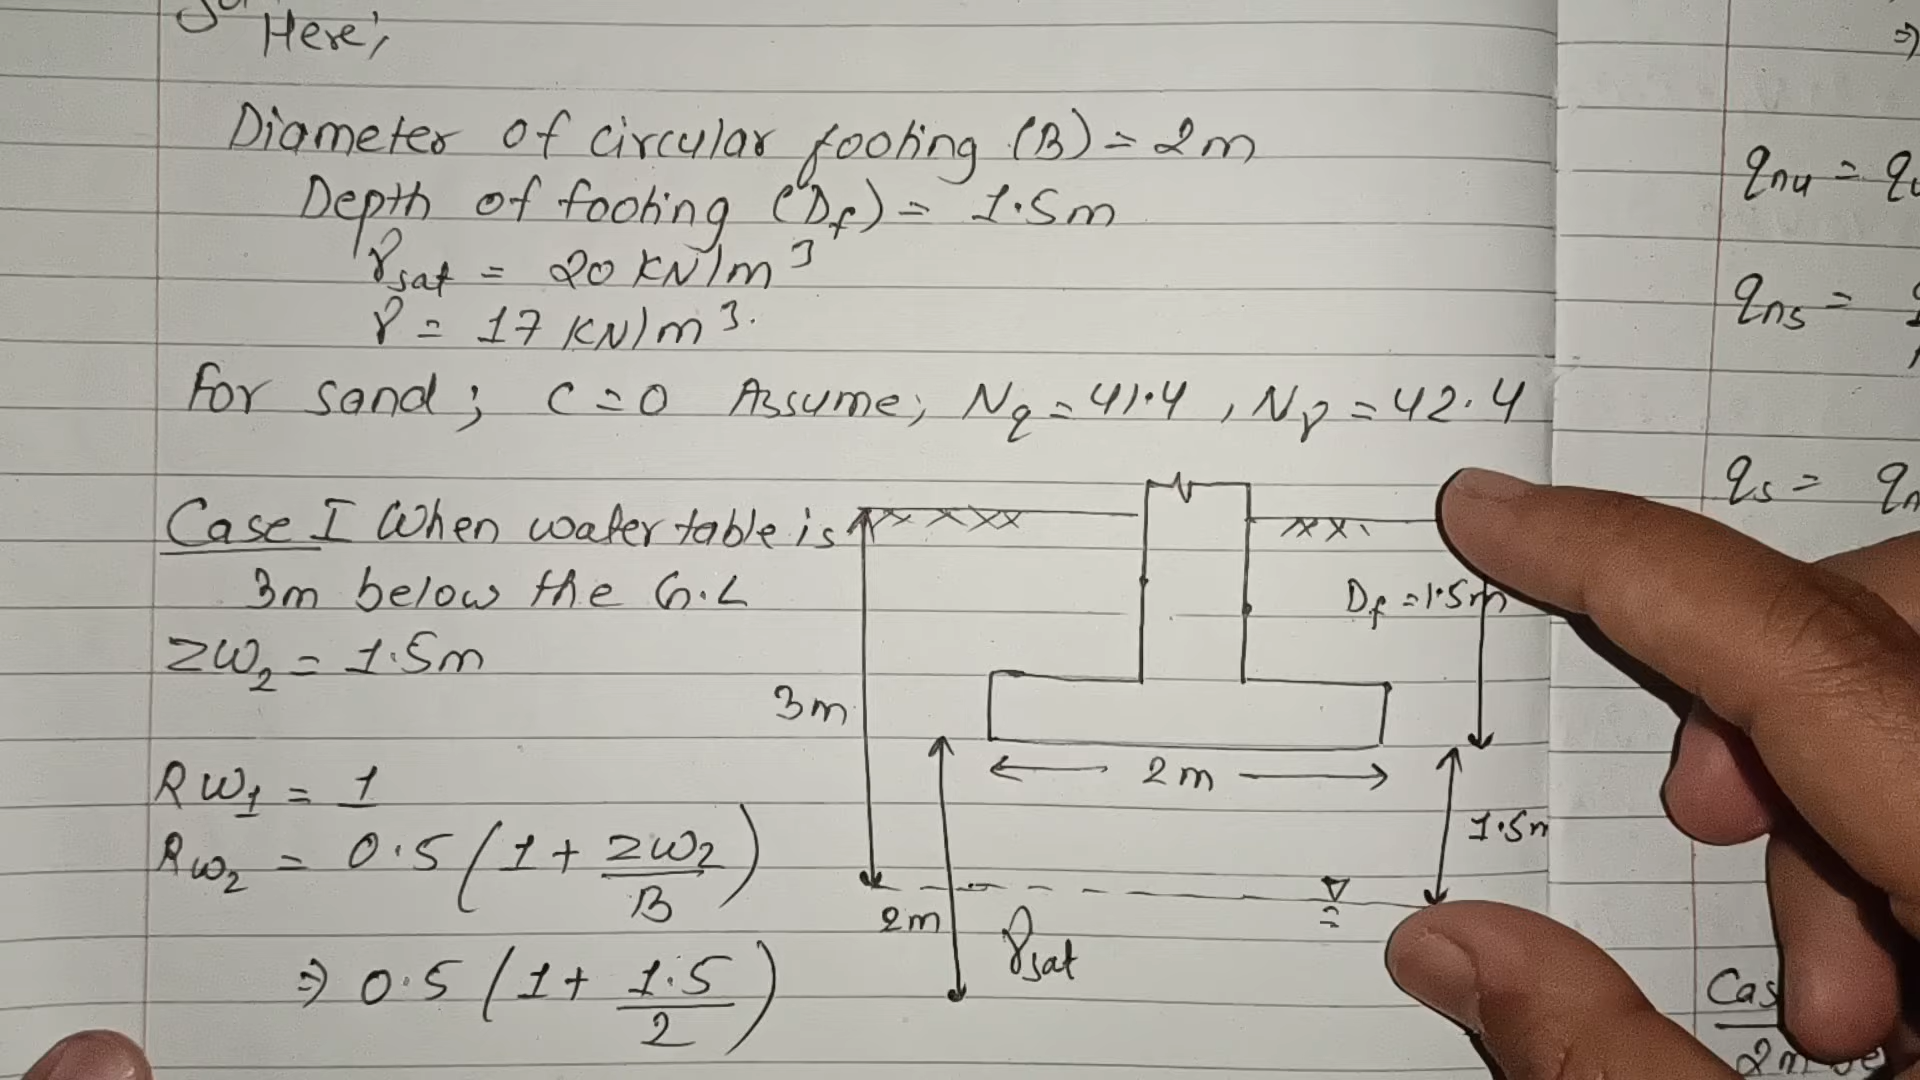 Here;
Diameter of circular footing (B) = 2m
Depth of footing (Df) = 1.5m
γsat = 20 KN/m³
γ = 17 KN/m³.
For sand; C=0 Assume; Nq = 41.4, Nγ = 42.4
Case I When water table is
3m below the G.L
ZW₂ = 1.5m
RW₁ = 1
RW₂ = 0.5 (1 + ZW₂/B)
⇒ 0.5 (1 + 1.5/2)
Df = 1.5m
3m
2m
1.5m
2m
γsat
⇒
qnu = q
qns =
qs = q
Cas
2m be